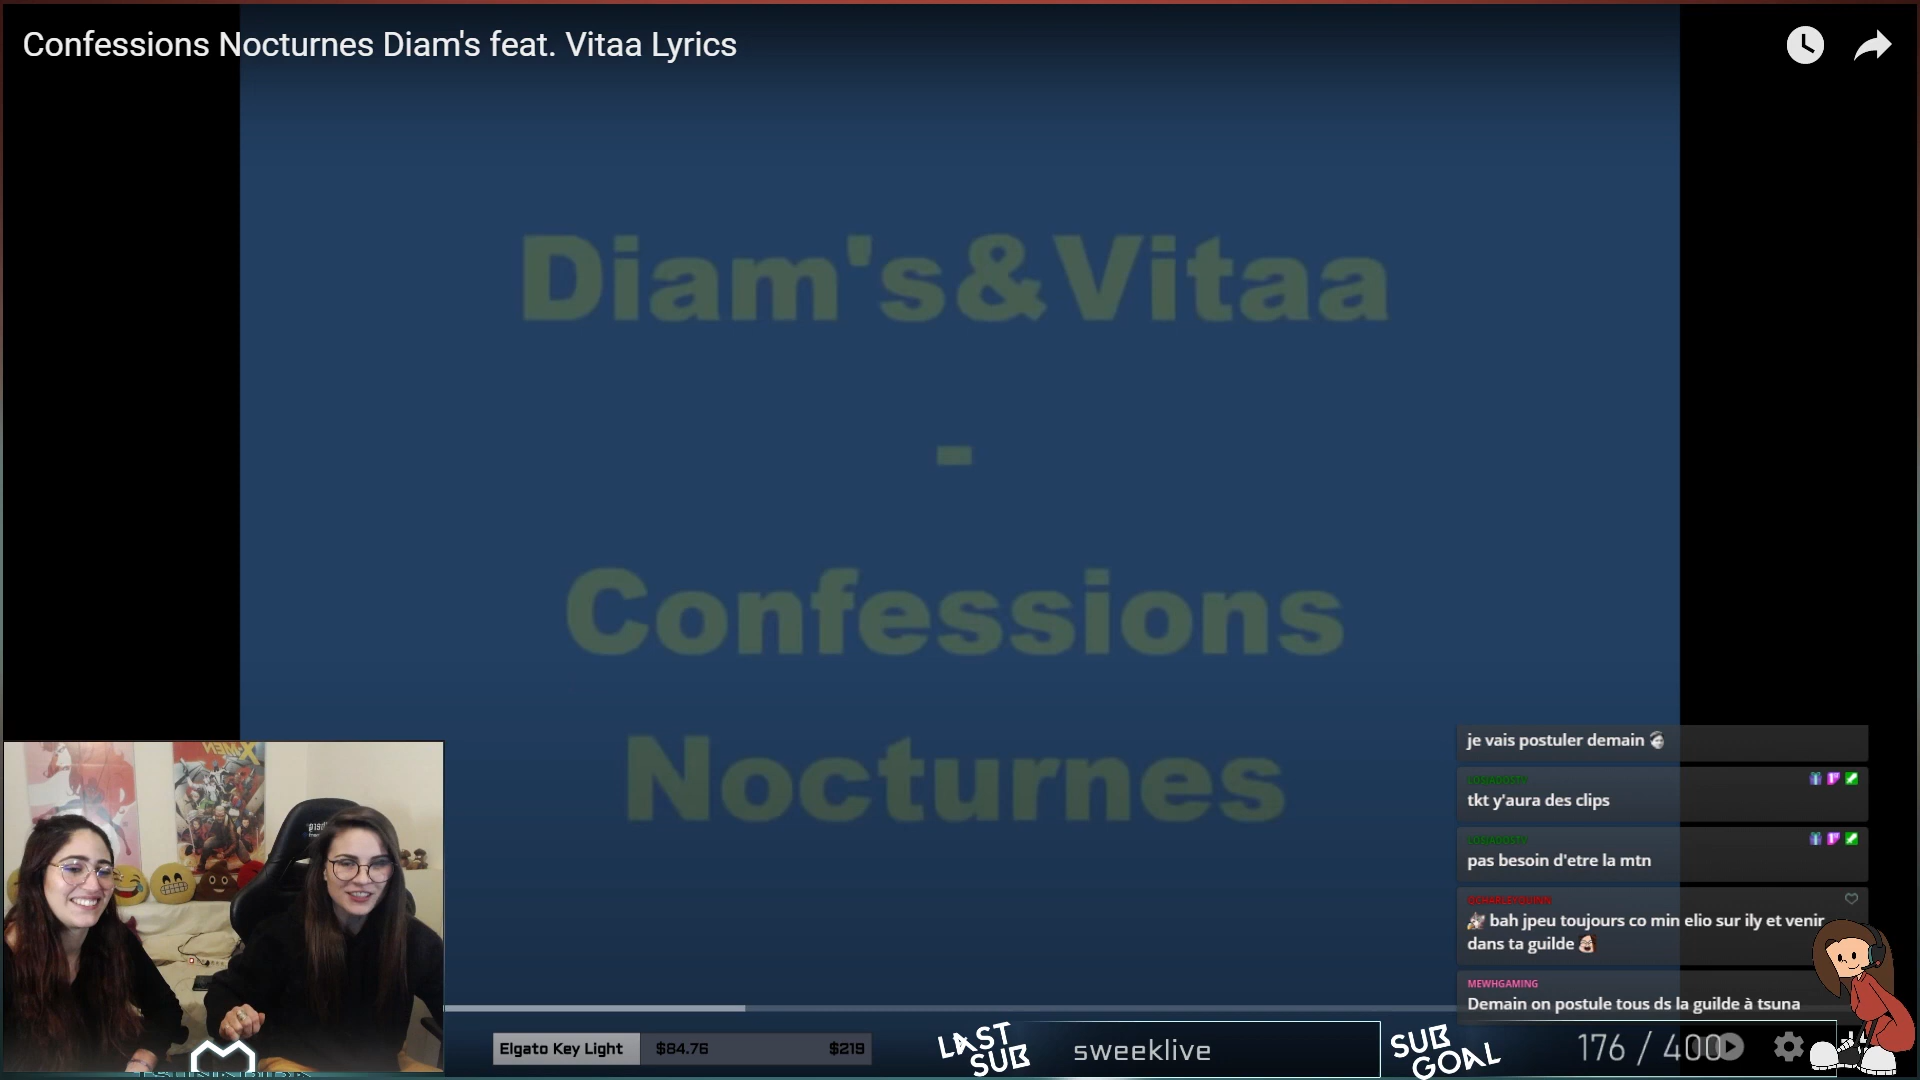 Confessions Nocturnes Diam's feat. Vitaa Lyrics
Diam's&Vitaa
-
Confessions
Nocturnes
X-MEN
je vais postuler demain
tkt y'aura des clips
pas besoin d'etre la mtn
bah jpeu toujours co min elio sur ily et venir
dans ta guilde
MEWHGAMING
Demain on postule tous ds la guilde à tsuna
Elgato Key Light
$84.76
$219
LAST
SUB
sweeklive
SUB
GOAL
176 / 400